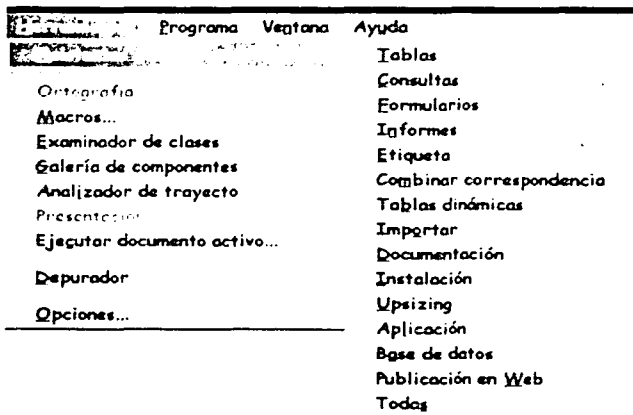 Programa Ventana Ayuda
Ortografía
Macros...
Examinador de clases
Galería de componentes
Analizador de trayecto
Presentación
Ejecutar documento activo...
Depurador
Opciones...
Tablas
Consultas
Formularios
Informes
Etiqueta
Combinar correspondencia
Tablas dinámicas
Importar
Documentación
Instalación
Upsizing
Aplicación
Base de datos
Publicación en Web
Todas